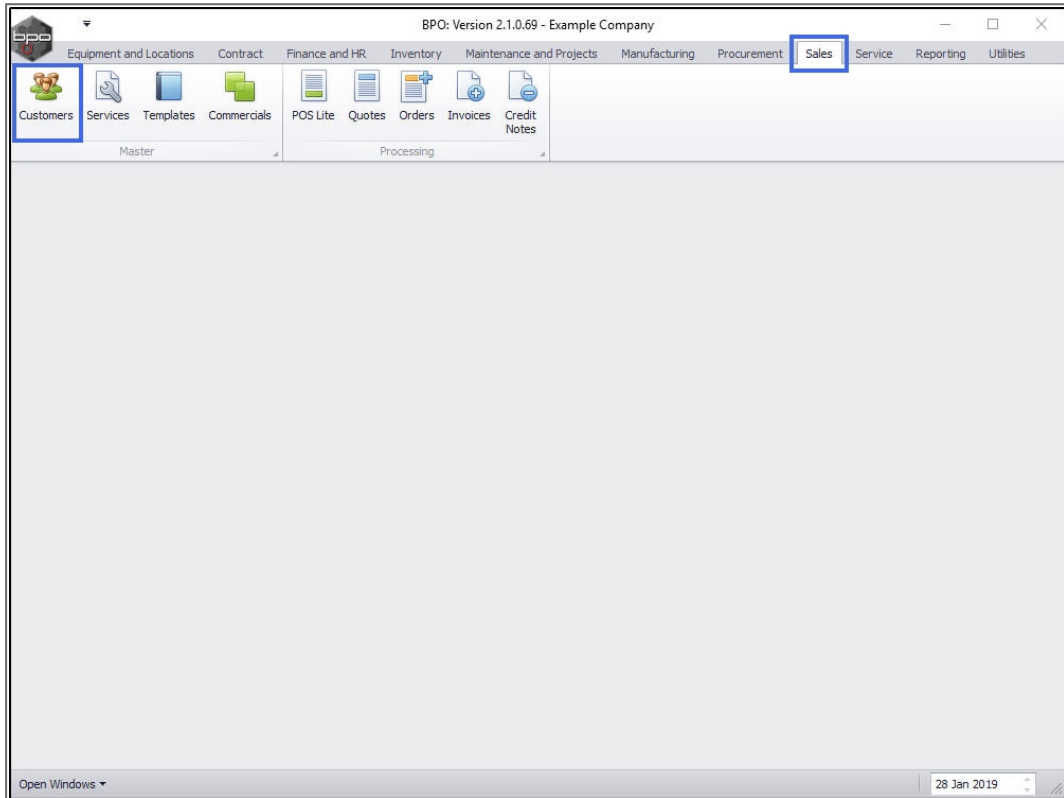 BPO: Version 2.1.0.69 - Example Company
bpo
Equipment and Locations Contract Finance and HR Inventory Maintenance and Projects Manufacturing Procurement Sales Service Reporting Utilities
Customers Services Templates Commercials POS Lite Quotes Orders Invoices Credit Notes
Master Processing
Open Windows 28 Jan 2019